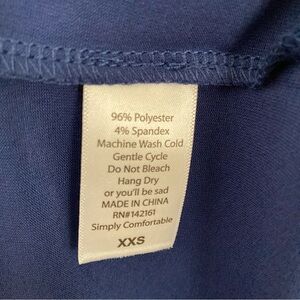 96% Polyester
4% Spandex
Machine Wash Cold
Gentle Cycle
Do Not Bleach
Hang Dry
or you'll be sad
MADE IN CHINA
RN#142161
Simply Comfortable
XXS